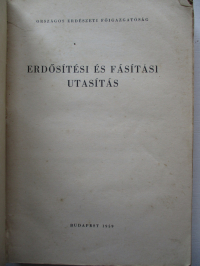 ORSZÁGOS ERDÉSZETI FŐIGAZGATÓSÁG
ERDŐSÍTÉSI ÉS FÁSÍTÁSI
UTASÍTÁS
BUDAPEST